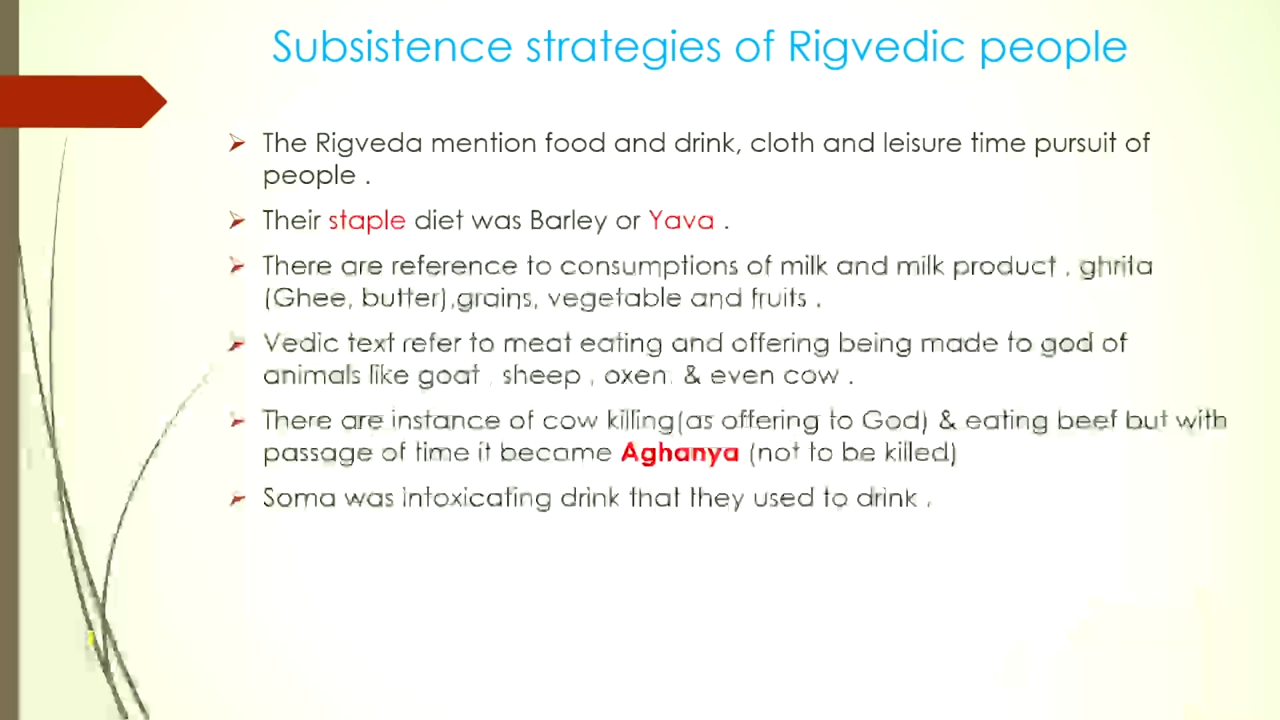 Subsistence strategies of Rigvedic people
The Rigveda mention food and drink, cloth and leisure time pursuit of
people .
Their staple diet was Barley or Yava .
There are reference to consumptions of milk and milk product , ghrita
(Ghee, butter),grains, vegetable and fruits .
Vedic text refer to meat eating and offering being made to god of
animals like goat , sheep , oxen & even cow .
There are instance of cow killing(as offering to God) & eating beef but with
passage of time it became Aghanya (not to be killed)
Soma was intoxicating drink that they used to drink .